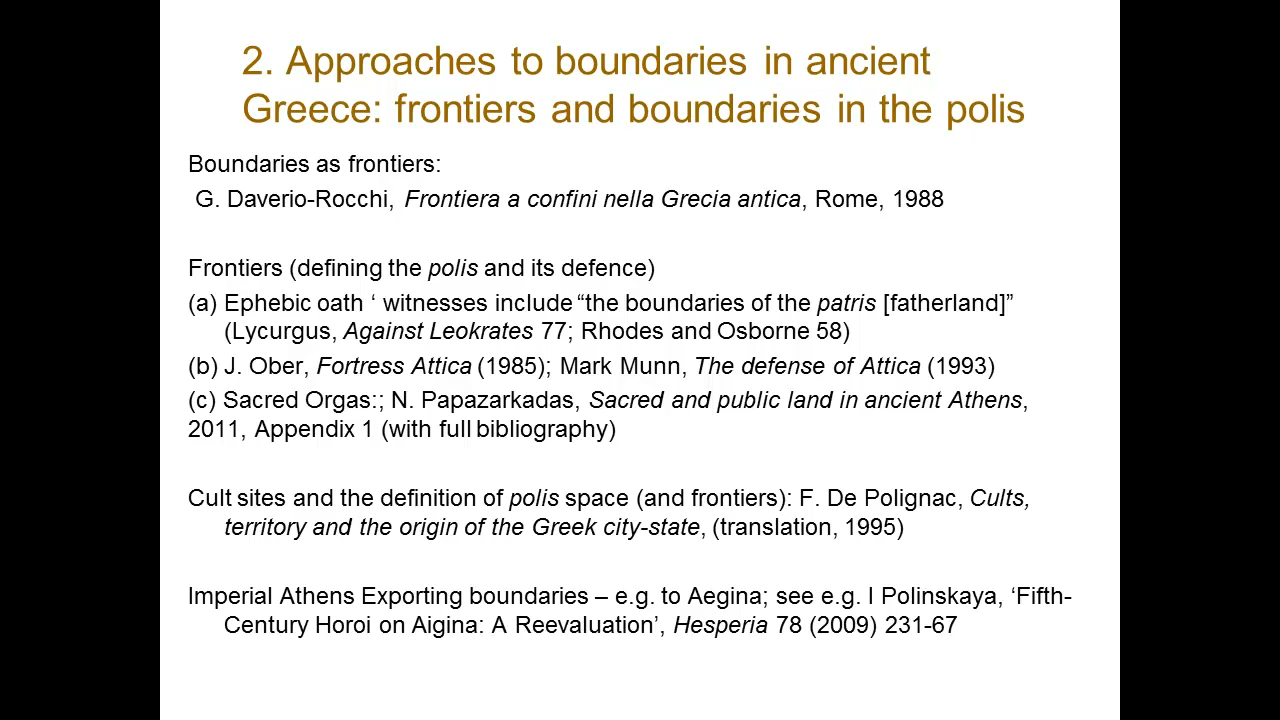 2. Approaches to boundaries in ancient
Greece: frontiers and boundaries in the polis
Boundaries as frontiers:
G. Daverio-Rocchi, Frontiera a confini nella Grecia antica, Rome, 1988
Frontiers (defining the polis and its defence)
(a) Ephebic oath ‘ witnesses include “the boundaries of the patris [fatherland]”
(Lycurgus, Against Leokrates 77; Rhodes and Osborne 58)
(b) J. Ober, Fortress Attica (1985); Mark Munn, The defense of Attica (1993)
(c) Sacred Orgas:; N. Papazarkadas, Sacred and public land in ancient Athens,
2011, Appendix 1 (with full bibliography)
Cult sites and the definition of polis space (and frontiers): F. De Polignac, Cults,
territory and the origin of the Greek city-state, (translation, 1995)
Imperial Athens Exporting boundaries – e.g. to Aegina; see e.g. I Polinskaya, ‘Fifth-
Century Horoi on Aigina: A Reevaluation’, Hesperia 78 (2009) 231-67